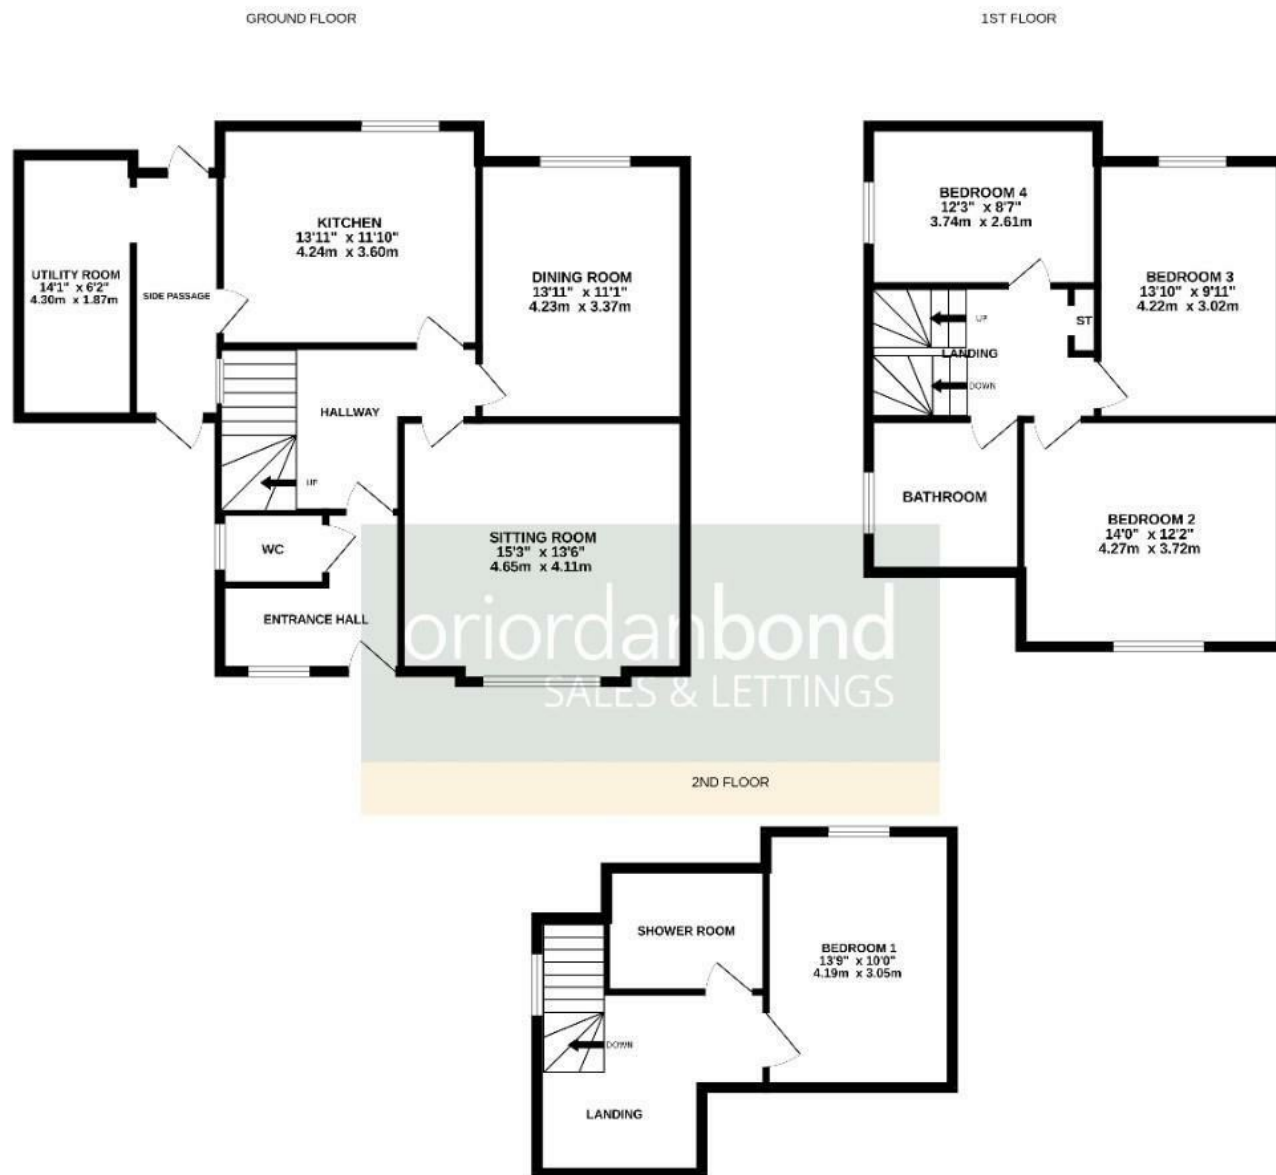 GROUND FLOOR
1ST FLOOR
KITCHEN
13'11" x 11'10"
4.24m x 3.60m
UTILITY ROOM
14'1" x 6'2"
4.30m x 1.87m
SIDE PASSAGE
DINING ROOM
13'11" x 11'1"
4.23m x 3.37m
HALLWAY
UP
WC
ENTRANCE HALL
SITTING ROOM
15'3" x 13'6"
4.65m x 4.11m
BEDROOM 4
12'3" x 8'7"
3.74m x 2.61m
BEDROOM 3
13'10" x 9'11"
4.22m x 3.02m
UP
ST
LANDING
DOWN
BATHROOM
BEDROOM 2
14'0" x 12'2"
4.27m x 3.72m
oriordanbond
SALES & LETTINGS
2ND FLOOR
SHOWER ROOM
BEDROOM 1
13'9" x 10'0"
4.19m x 3.05m
DOWN
LANDING